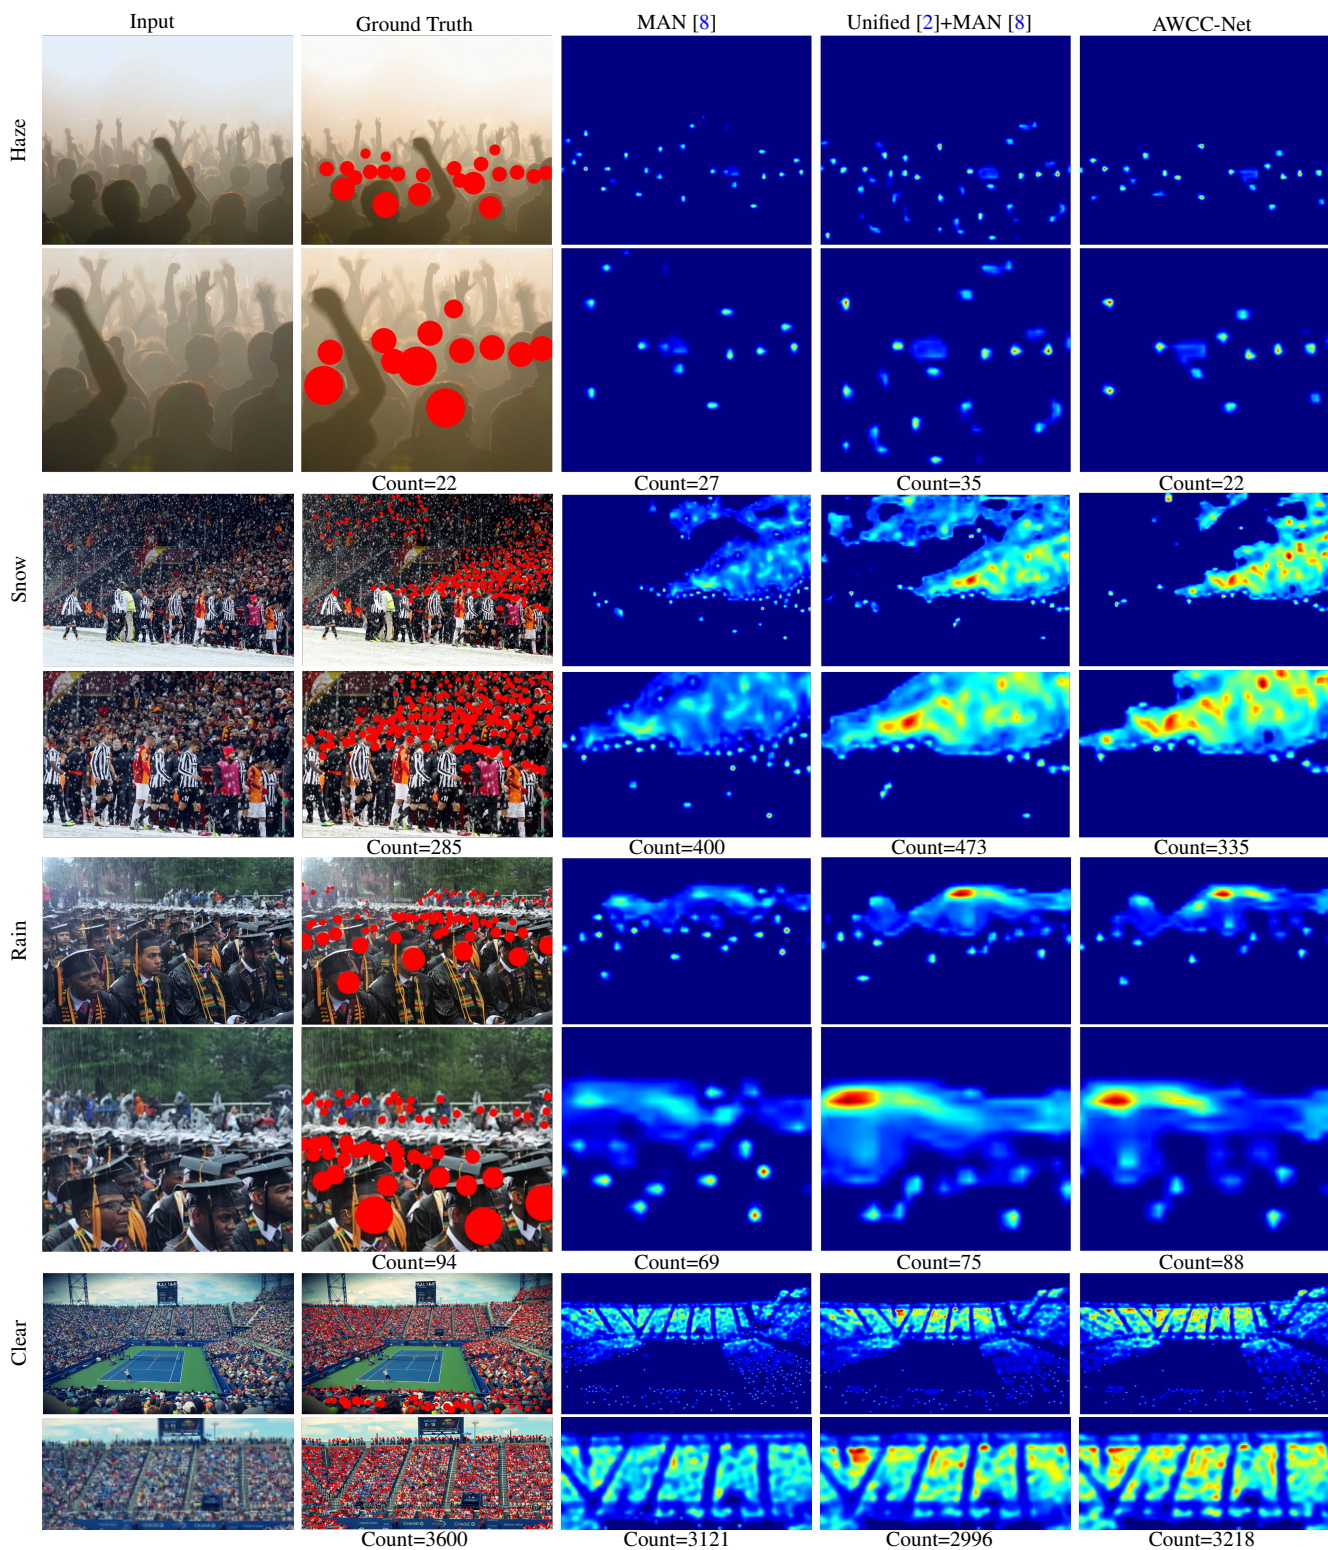 Input Ground Truth MAN [8] Unified [2]+MAN [8] AWCC-Net
Haze
Count=22 Count=27 Count=35 Count=22
Snow
Count=285 Count=400 Count=473 Count=335
Rain
Count=94 Count=69 Count=75 Count=88
Clear
Count=3600 Count=3121 Count=2996 Count=3218